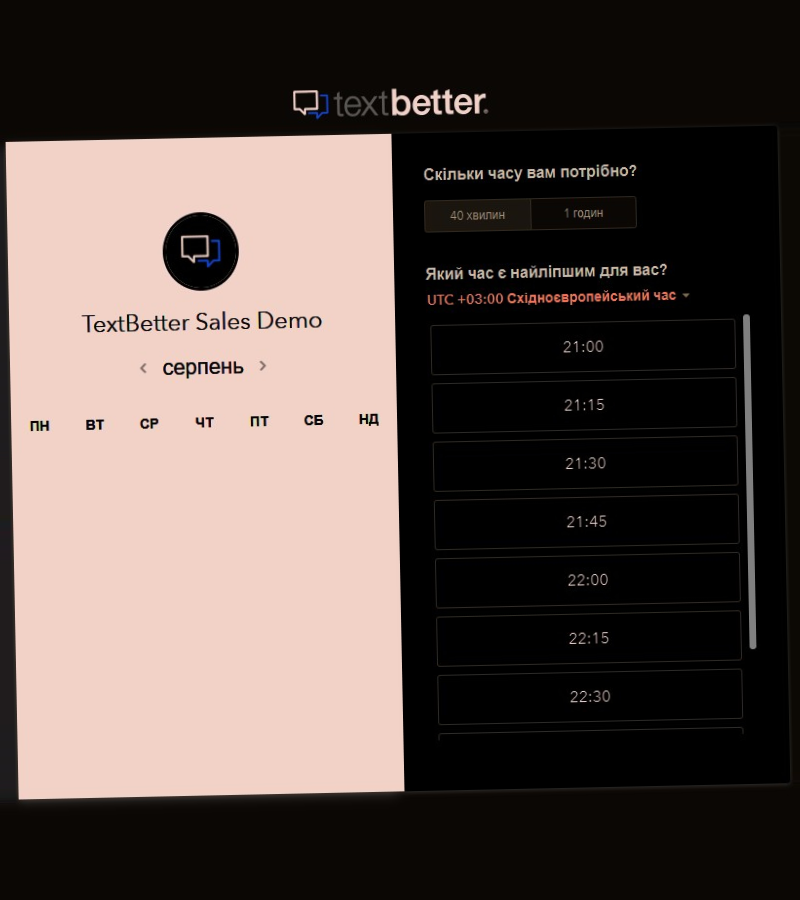 textbetter.
TextBetter Sales Demo
серпень
ПН ВТ СР ЧТ ПТ СБ НД
Скільки часу вам потрібно?
40 хвилин 1 годин
Який час є найліпшим для вас?
UTC +03:00 Східноєвропейський час
21:00
21:15
21:30
21:45
22:00
22:15
22:30